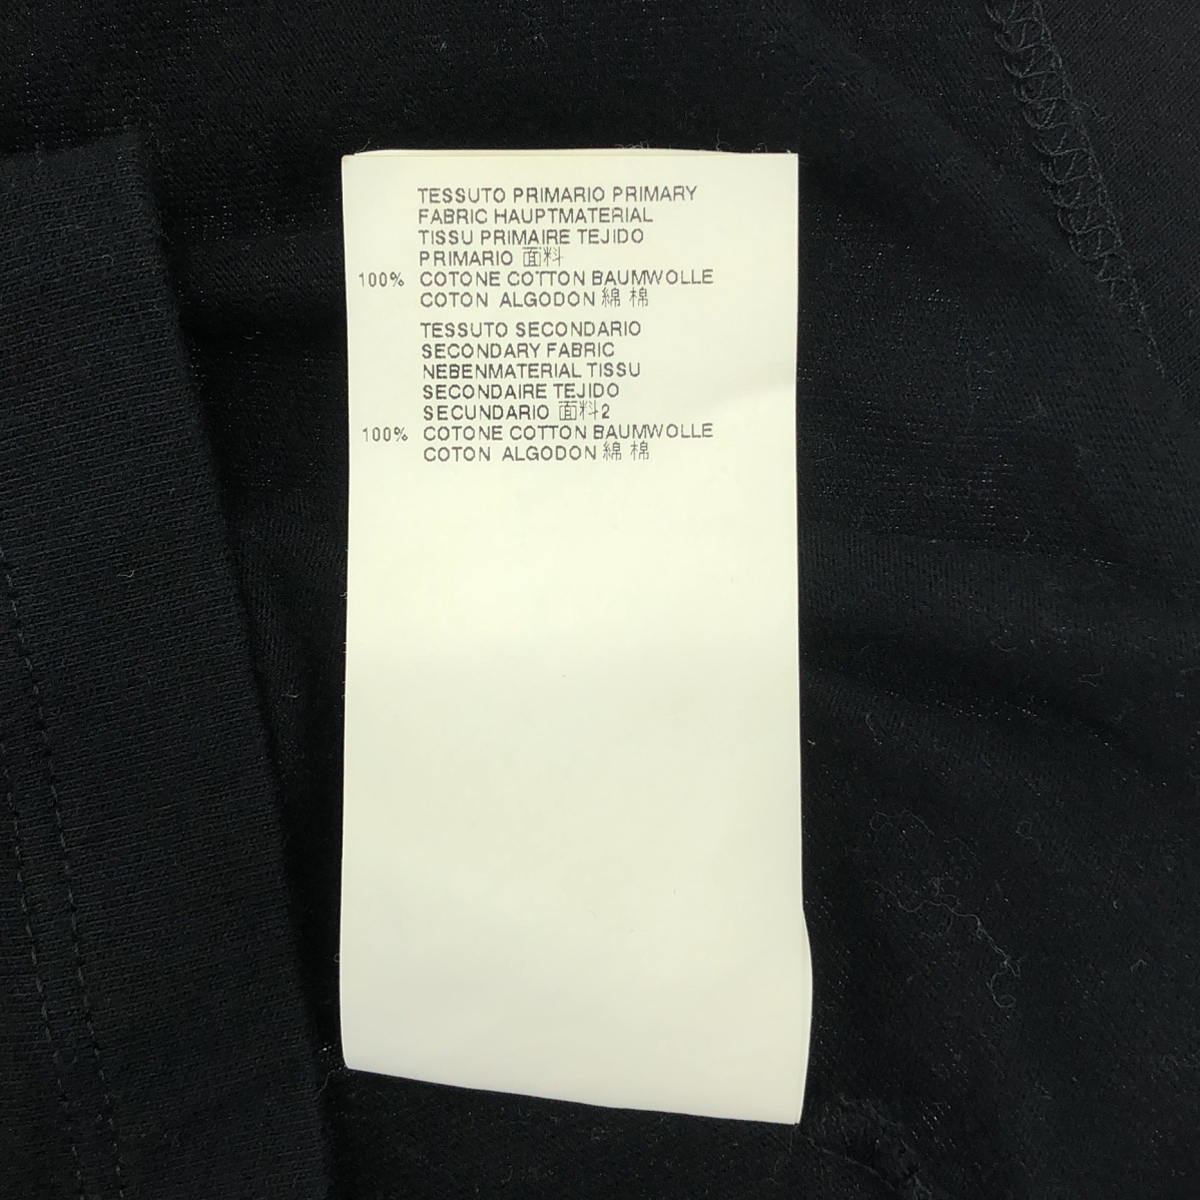 TESSUTO PRIMARIO PRIMARY
FABRIC HAUPTMATERIAL
TISSU PRIMAIRE TEJIDO
PRIMARIO 面料
100% COTONE COTTON BAUMWOLLE
COTON ALGODON 綿 棉
TESSUTO SECONDARIO
SECONDARY FABRIC
NEBENMATERIAL TISSU
SECONDAIRE TEJIDO
SECUNDARIO 面料2
100% COTONE COTTON BAUMWOLLE
COTON ALGODON 綿 棉